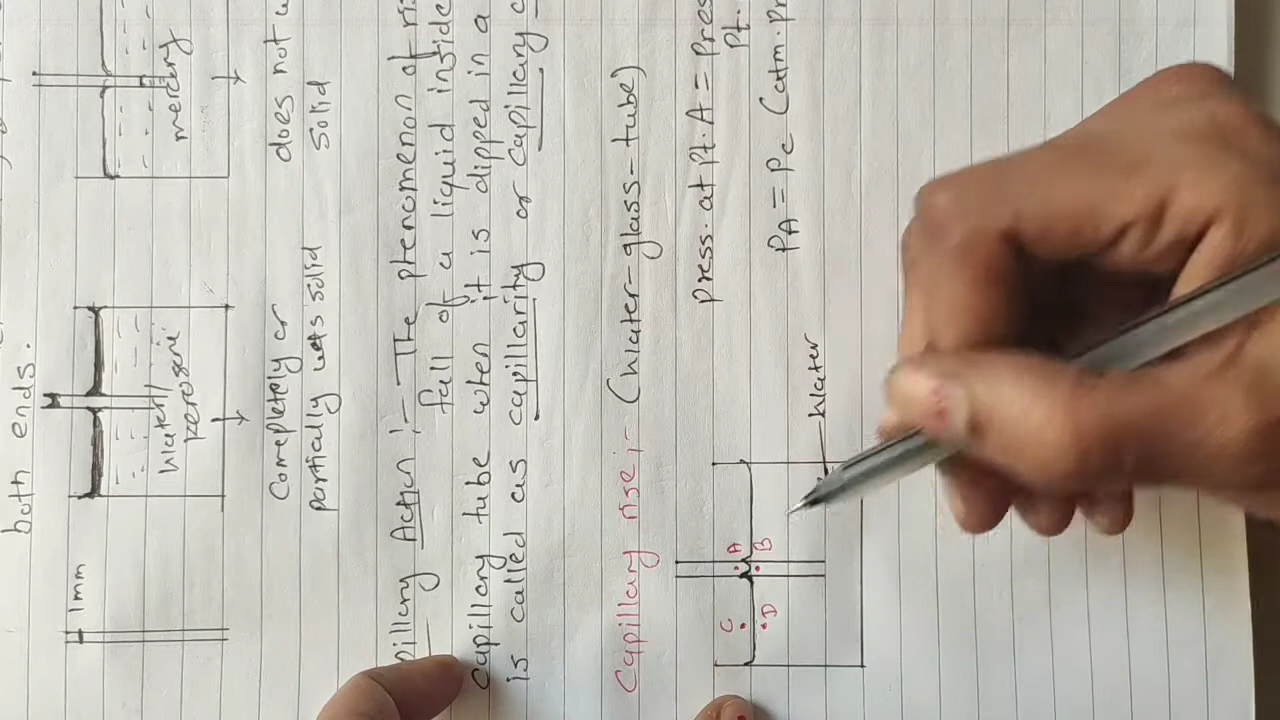 both ends.
1mm
Water/
kerosene
mercury
Comepletely or
partially wets solid
does not
solid
Action :- The phenomenon of
fall of a liquid inside
capillary tube when it is dipped in a
is called as capillarity or capillary
Capillary rise :- (Water-glass-tube)
press. at pt. A = pres
Pt.
PA = Pc (atm. pr
C
A
D
B
Water